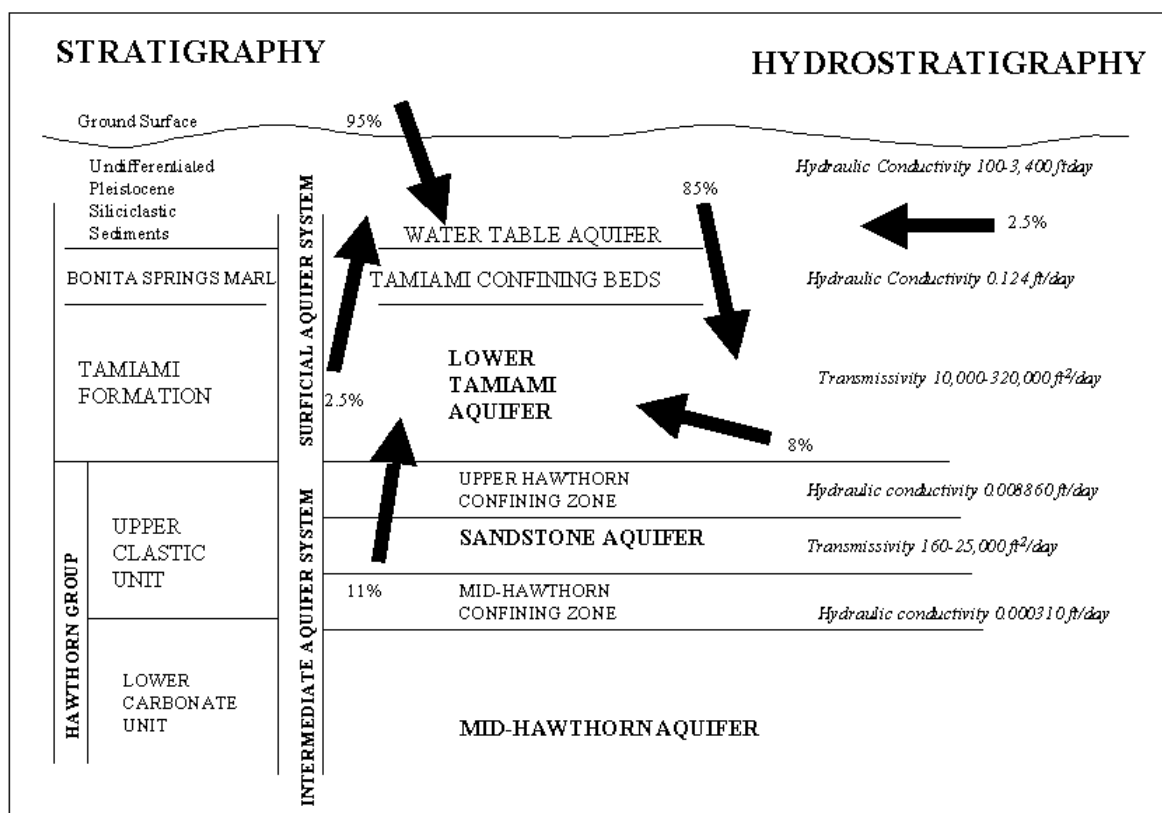 STRATIGRAPHY
HYDROSTRATIGRAPHY
Ground Surface
95%
Undifferentiated
Pleistocene
Siliciclastic
Sediments
Hydraulic Conductivity 100-3,400 ftday
85%
2.5%
WATER TABLE AQUIFER
BONITA SPRINGS MARL
TAMIAMI CONFINING BEDS
Hydraulic Conductivity 0.124 ft/day
SURFICIAL AQUIFER SYSTEM
TAMIAMI
FORMATION
LOWER
TAMIAMI
AQUIFER
Transmissivity 10,000-320,000 ft²/day
2.5%
8%
HAWTHORN GROUP
UPPER
CLASTIC
UNIT
INTERMEDIATE AQUIFER SYSTEM
UPPER HAWTHORN
CONFINING ZONE
Hydraulic conductivity 0.008860 ft/day
SANDSTONE AQUIFER
Transmissivity 160-25,000 ft²/day
11%
MID-HAWTHORN
CONFINING ZONE
Hydraulic conductivity 0.000310 ft/day
LOWER
CARBONATE
UNIT
MID-HAWTHORN AQUIFER